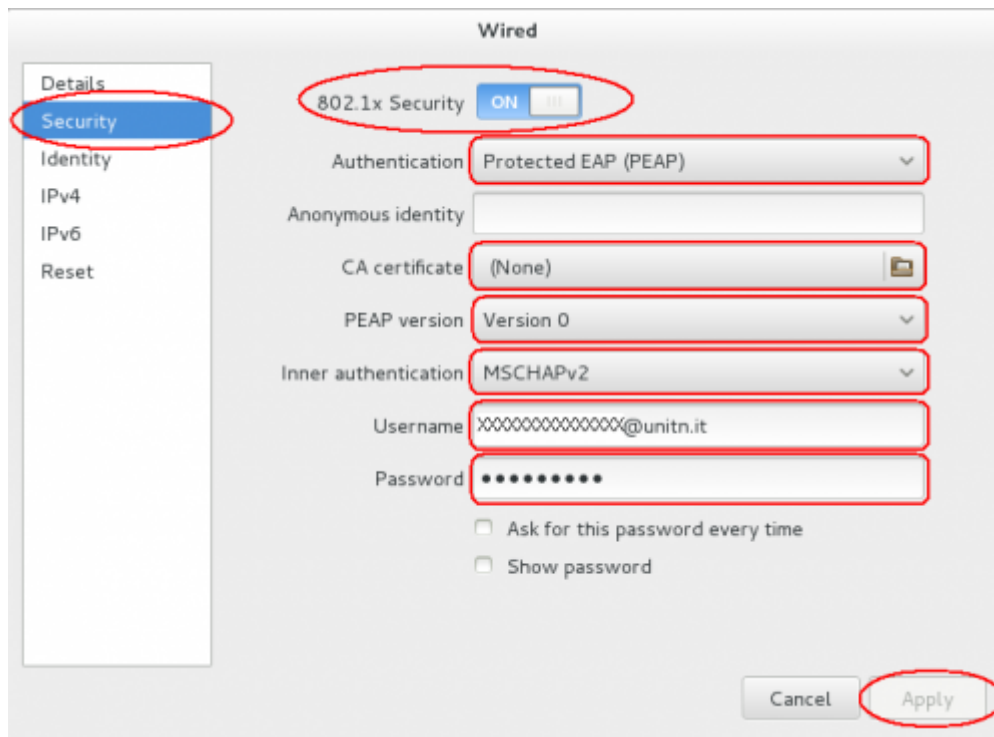 Wired
Details
Security
Identity
IPv4
IPv6
Reset
802.1x Security ON
Authentication Protected EAP (PEAP)
Anonymous identity
CA certificate (None)
PEAP version Version 0
Inner authentication MSCHAPv2
Username XXXXXXXXXXXXXXX@unitn.it
Password •••••••••
Ask for this password every time
Show password
Cancel Apply